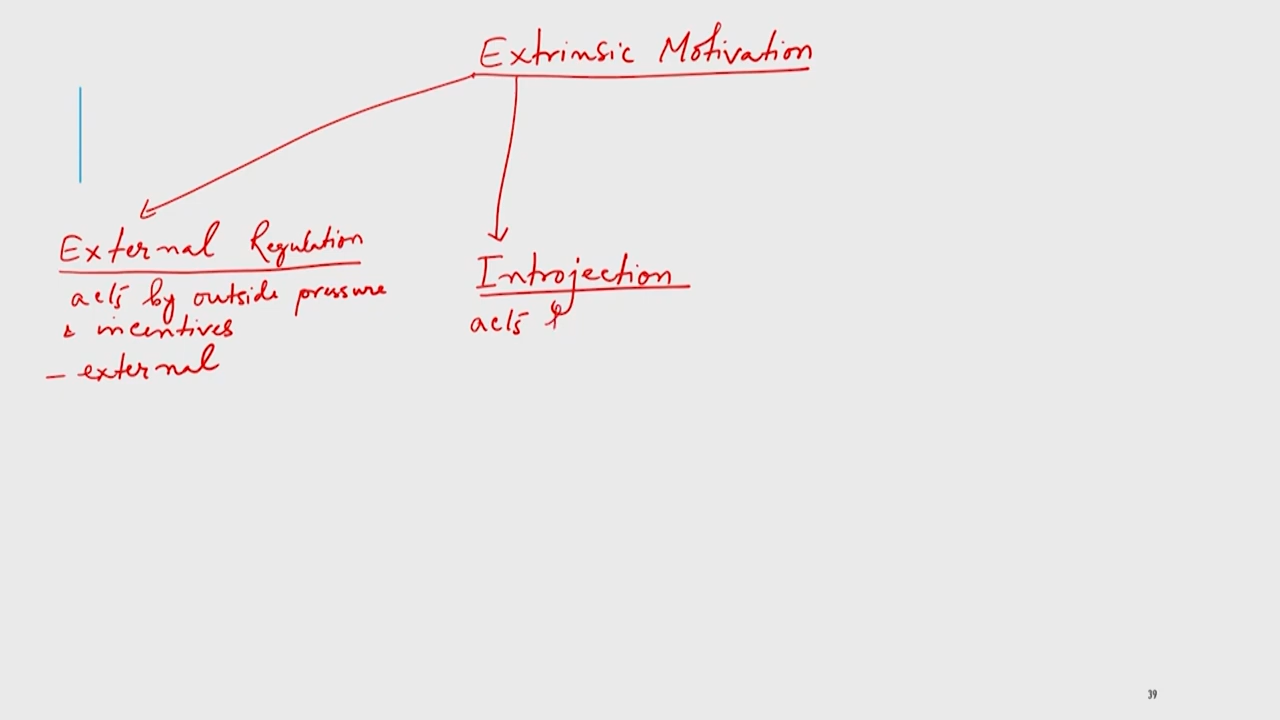 Extrinsic Motivation
External Regulation
acts by outside pressure
& incentives
- external
Introjection
acts
39